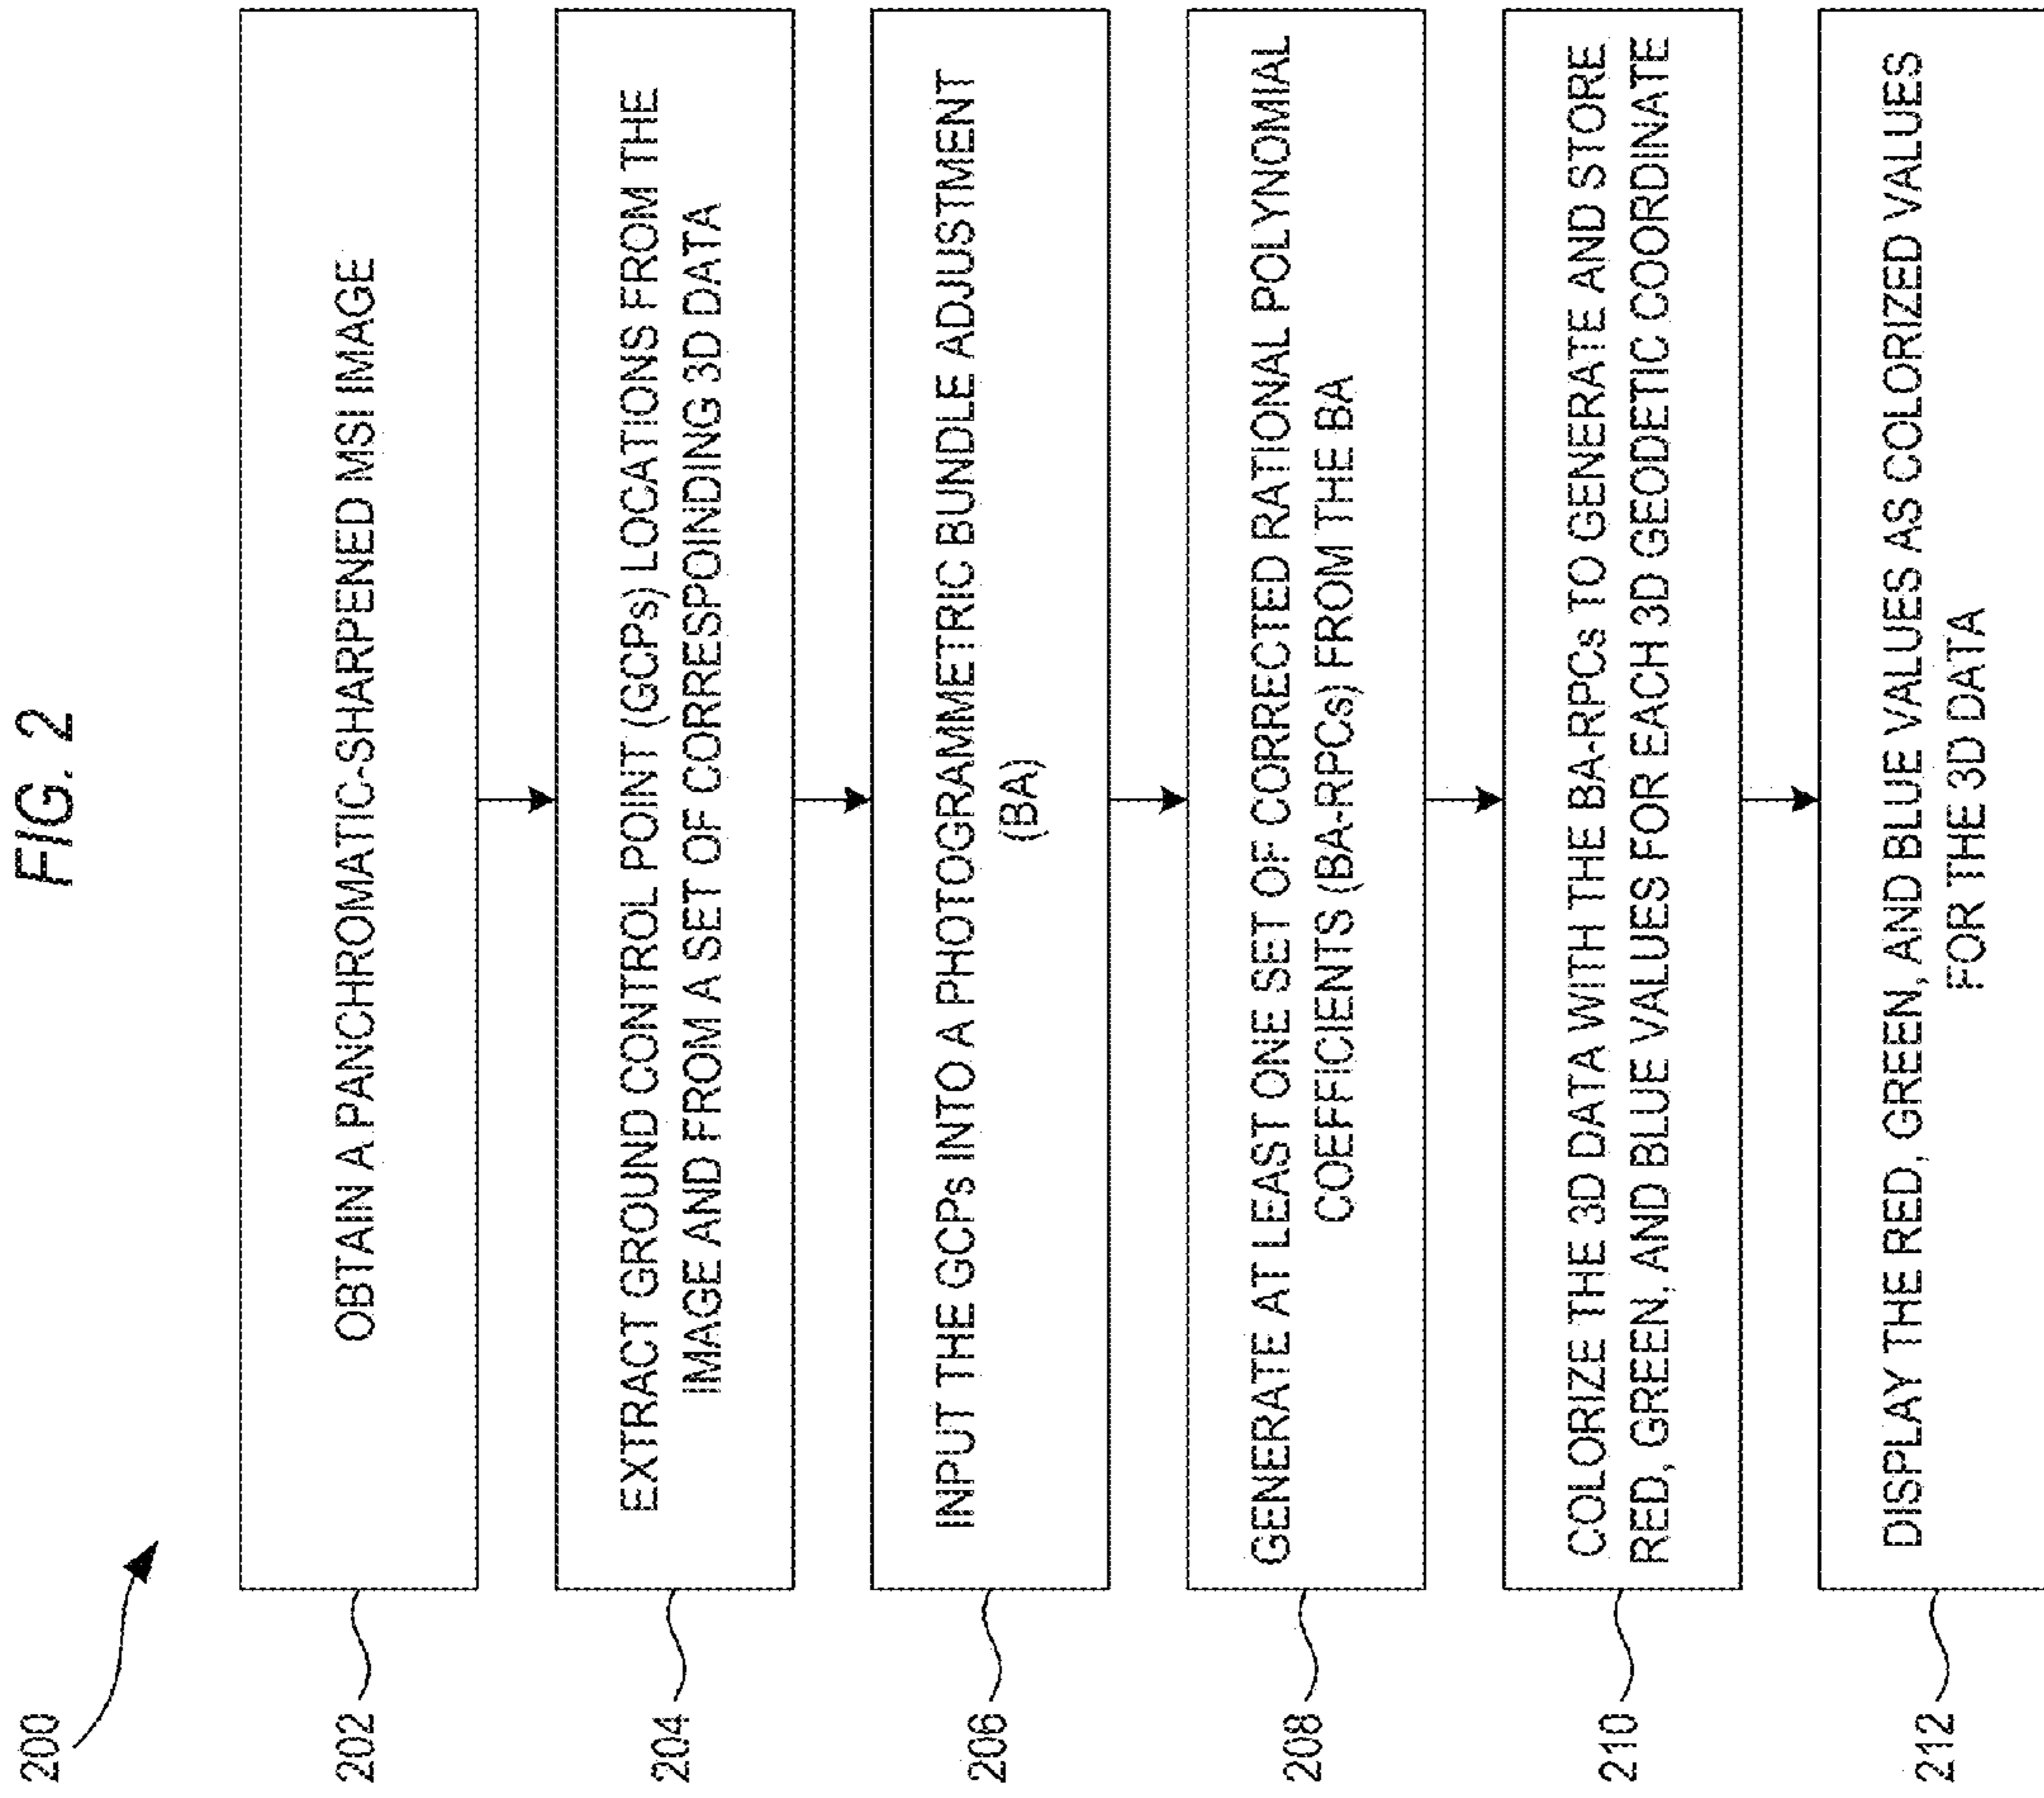 FIG. 2
200
202
OBTAIN A PANCHROMATIC-SHARPENED MSI IMAGE
204
EXTRACT GROUND CONTROL POINT (GCPs) LOCATIONS FROM THE
IMAGE AND FROM A SET OF CORRESPOINDING 3D DATA
206
INPUT THE GCPs INTO A PHOTOGRAMMETRIC BUNDLE ADJUSTMENT
(BA)
208
GENERATE AT LEAST ONE SET OF CORRECTED RATIONAL POLYNOMIAL
COEFFICIENTS (BA-RPCs) FROM THE BA
210
COLORIZE THE 3D DATA WITH THE BA-RPCs TO GENERATE AND STORE
RED, GREEN, AND BLUE VALUES FOR EACH 3D GEODETIC COORDINATE
212
DISPLAY THE RED, GREEN, AND BLUE VALUES AS COLORIZED VALUES
FOR THE 3D DATA